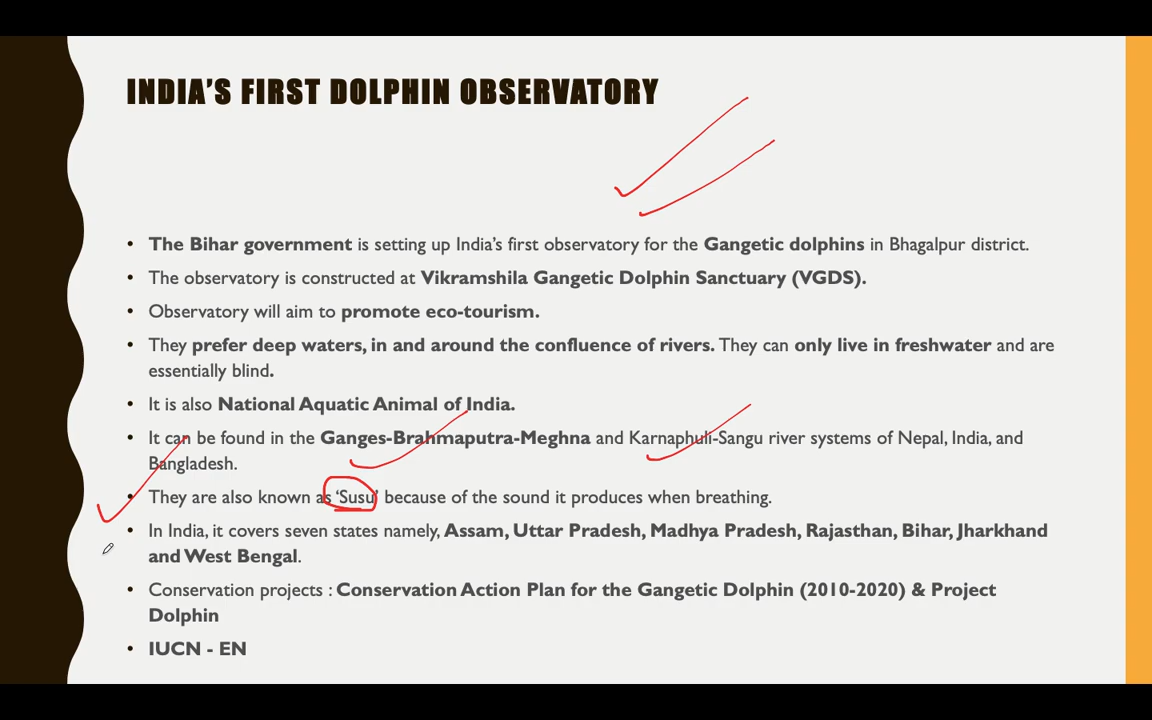 INDIA'S FIRST DOLPHIN OBSERVATORY
• The Bihar government is setting up India's first observatory for the Gangetic dolphins in Bhagalpur district.
• The observatory is constructed at Vikramshila Gangetic Dolphin Sanctuary (VGDS).
• Observatory will aim to promote eco-tourism.
• They prefer deep waters, in and around the confluence of rivers. They can only live in freshwater and are
essentially blind.
• It is also National Aquatic Animal of India.
• It can be found in the Ganges-Brahmaputra-Meghna and Karnaphuli-Sangu river systems of Nepal, India, and
Bangladesh.
• They are also known as 'Susu' because of the sound it produces when breathing.
• In India, it covers seven states namely, Assam, Uttar Pradesh, Madhya Pradesh, Rajasthan, Bihar, Jharkhand
and West Bengal.
• Conservation projects : Conservation Action Plan for the Gangetic Dolphin (2010-2020) & Project
Dolphin
• IUCN - EN